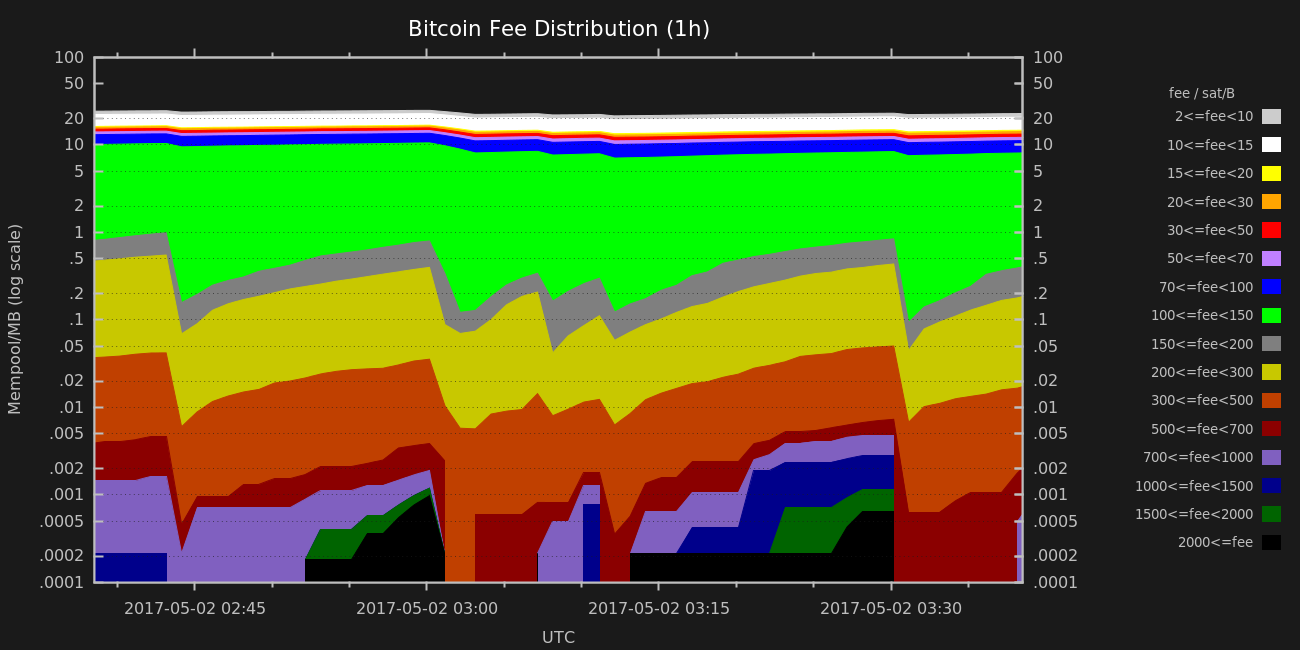 Bitcoin Fee Distribution (1h)
Mempool/MB (log scale)
100
50
20
10
5
2
1
.5
.2
.1
.05
.02
.01
.005
.002
.001
.0005
.0002
.0001
100
50
20
10
5
2
1
.5
.2
.1
.05
.02
.01
.005
.002
.001
.0005
.0002
.0001
2017-05-02 02:45
2017-05-02 03:00
2017-05-02 03:15
2017-05-02 03:30
UTC
fee / sat/B
2<=fee<10
10<=fee<15
15<=fee<20
20<=fee<30
30<=fee<50
50<=fee<70
70<=fee<100
100<=fee<150
150<=fee<200
200<=fee<300
300<=fee<500
500<=fee<700
700<=fee<1000
1000<=fee<1500
1500<=fee<2000
2000<=fee